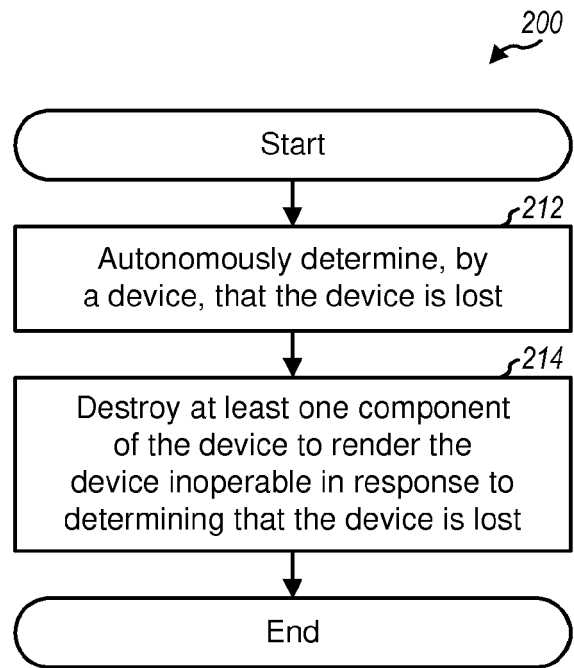 200
Start
212
Autonomously determine, by
a device, that the device is lost
214
Destroy at least one component
of the device to render the
device inoperable in response to
determining that the device is lost
End